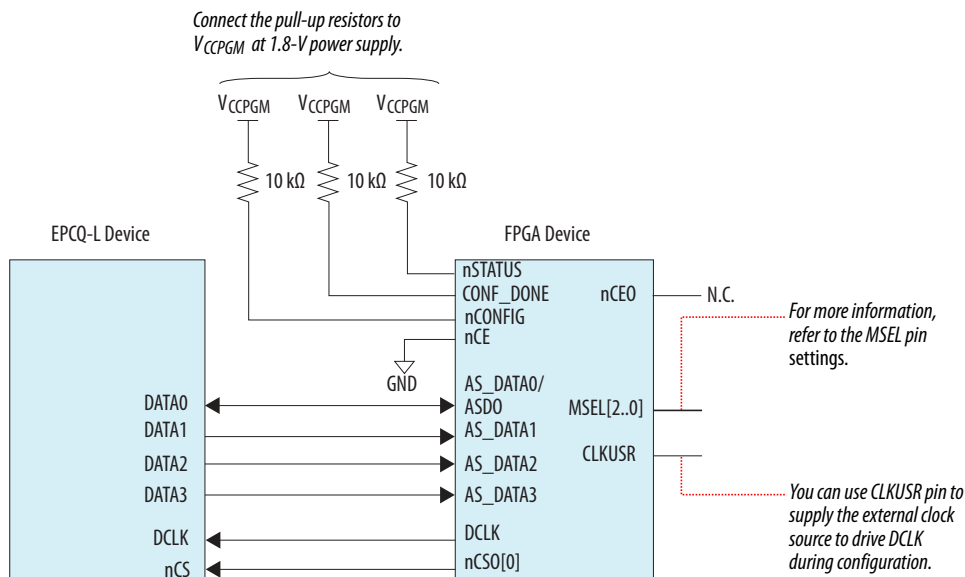 Connect the pull-up resistors to
VCCPGM at 1.8-V power supply.
VCCPGM VCCPGM VCCPGM
10 kΩ 10 kΩ 10 kΩ
EPCQ-L Device
FPGA Device
nSTATUS
CONF_DONE
nCONFIG
nCE
nCEO
N.C.
GND
For more information,
refer to the MSEL pin
settings.
DATA0
DATA1
DATA2
DATA3
DCLK
nCS
AS_DATA0/
ASDO
AS_DATA1
AS_DATA2
AS_DATA3
DCLK
nCSO[0]
MSEL[2..0]
CLKUSR
You can use CLKUSR pin to
supply the external clock
source to drive DCLK
during configuration.